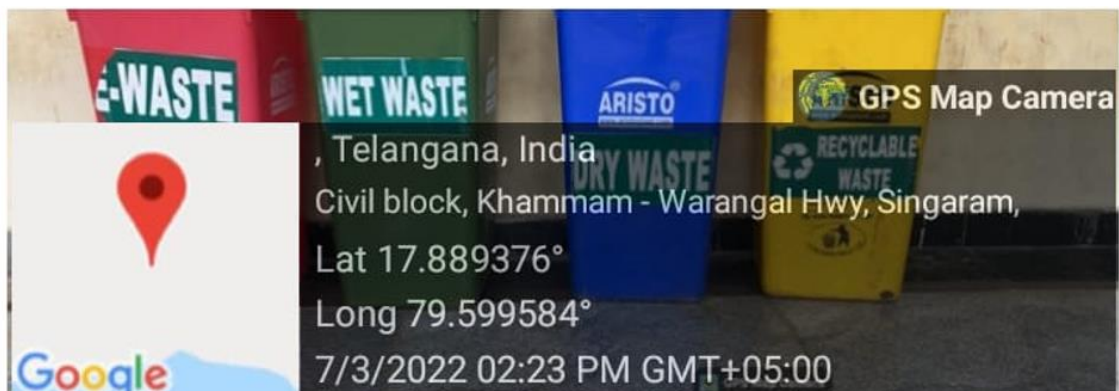 E-WASTE
WET WASTE
ARISTO
GPS Map Camera
DRY WASTE
RECYCLABLE
WASTE
, Telangana, India
Civil block, Khammam - Warangal Hwy, Singaram,
Lat 17.889376°
Long 79.599584°
7/3/2022 02:23 PM GMT+05:00
Google